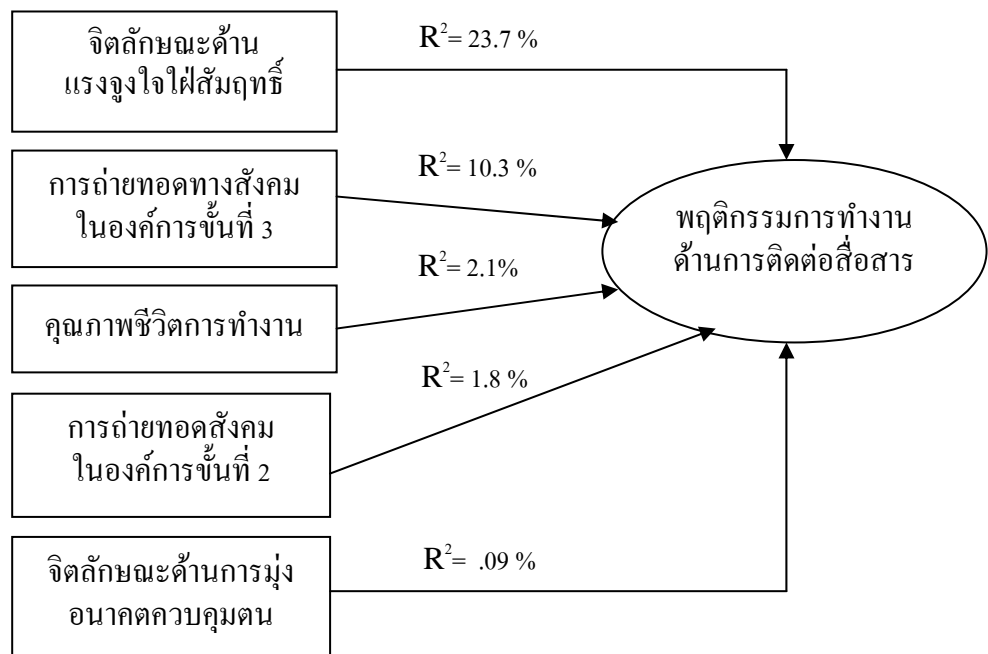 จิตลักษณะด้าน
แรงจูงใจใฝ่สัมฤทธิ์
R²= 23.7 %
การถ่ายทอดทางสังคม
ในองค์การขั้นที่ 3
R²= 10.3 %
พฤติกรรมการทำงาน
ด้านการติดต่อสื่อสาร
คุณภาพชีวิตการทำงาน
R²= 2.1%
การถ่ายทอดสังคม
ในองค์การขั้นที่ 2
R²= 1.8 %
จิตลักษณะด้านการมุ่ง
อนาคตควบคุมตน
R²= .09 %